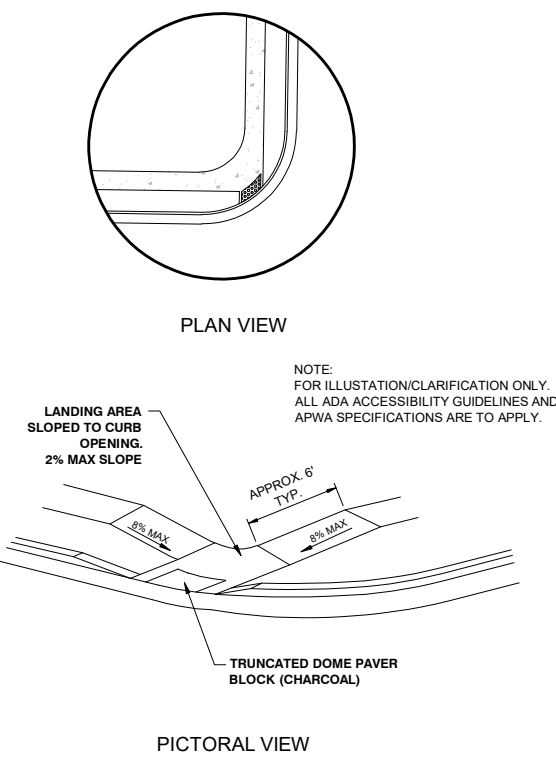 PLAN VIEW
NOTE:
FOR ILLUSTATION/CLARIFICATION ONLY.
ALL ADA ACCESSIBILITY GUIDELINES AND
APWA SPECIFICATIONS ARE TO APPLY.
LANDING AREA
SLOPED TO CURB
OPENING.
2% MAX SLOPE
APPROX. 6'
TYP.
8% MAX
8% MAX
TRUNCATED DOME PAVER
BLOCK (CHARCOAL)
PICTORAL VIEW